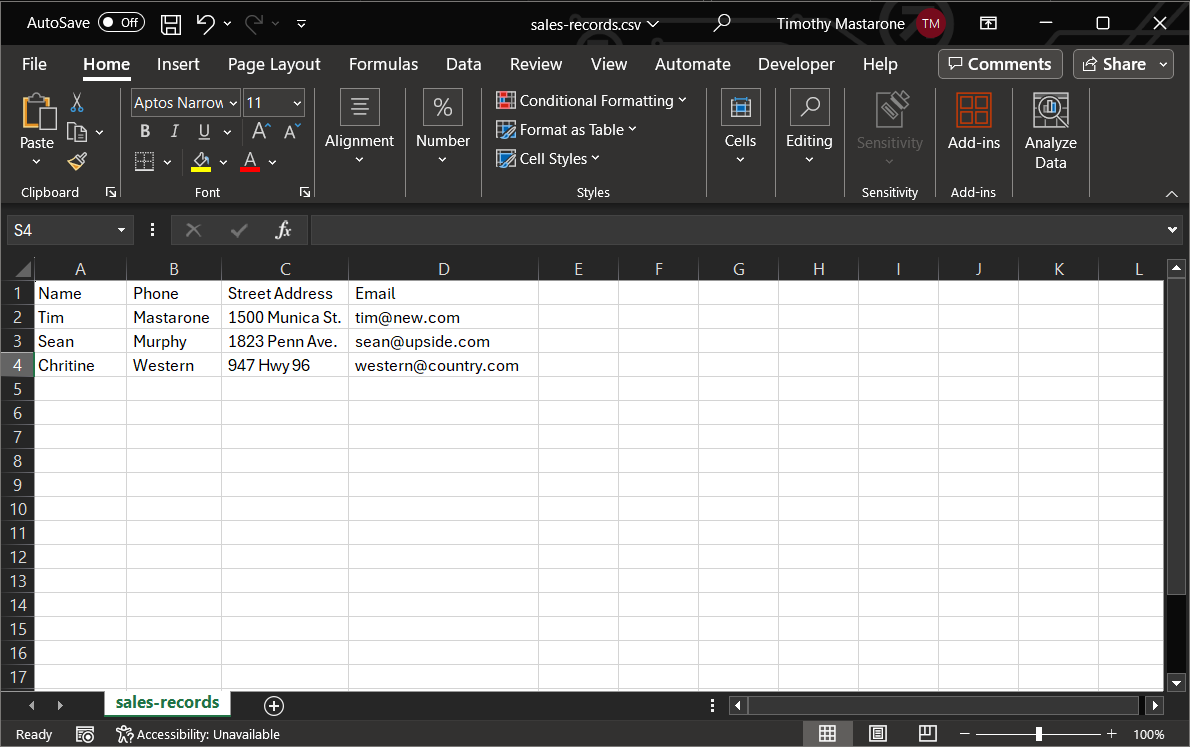 AutoSave Off sales-records.csv Timothy Mastarone TM
File Home Insert Page Layout Formulas Data Review View Automate Developer Help Comments Share
Paste
Clipboard
Aptos Narrow 11
B I U A A
A
Font
Alignment
% Number
Conditional Formatting
Format as Table
Cell Styles
Styles
Cells
Editing
Sensitivity
Sensitivity
Add-ins
Add-ins
Analyze
Data
S4 fx
A B C D E F G H I J K L
1 Name Phone Street Address Email
2 Tim Mastarone 1500 Munica St. tim@new.com
3 Sean Murphy 1823 Penn Ave. sean@upside.com
4 Chritine Western 947 Hwy 96 western@country.com
5
6
7
8
9
10
11
12
13
14
15
16
17
sales-records
Ready Accessibility: Unavailable 100%